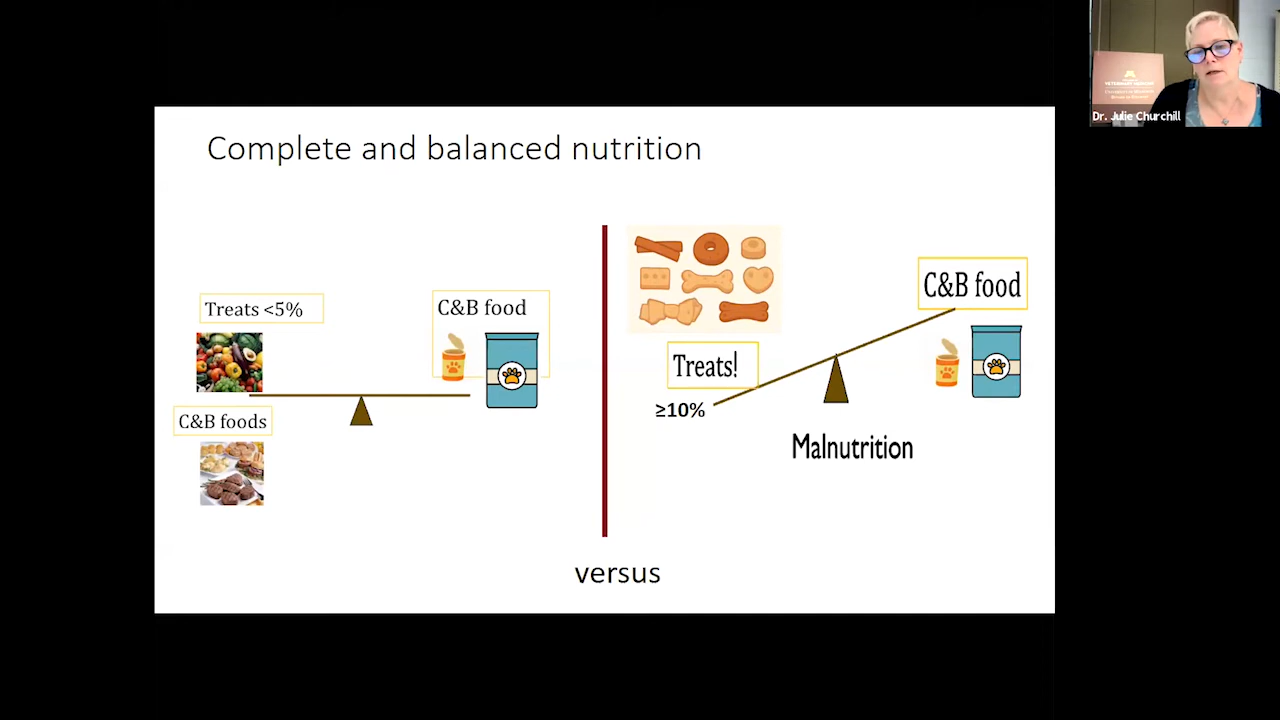 Complete and balanced nutrition
Treats <5%
C&B food
C&B foods
Treats!
≥10%
C&B food
Malnutrition
versus
Dr. Julie Churchill